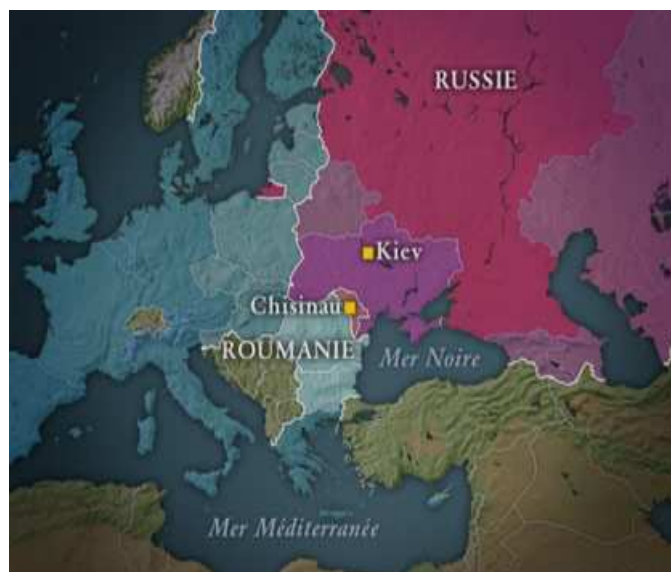 RUSSIE
Kiev
Chisinau
ROUMANIE
Mer Noire
Mer Méditerranée